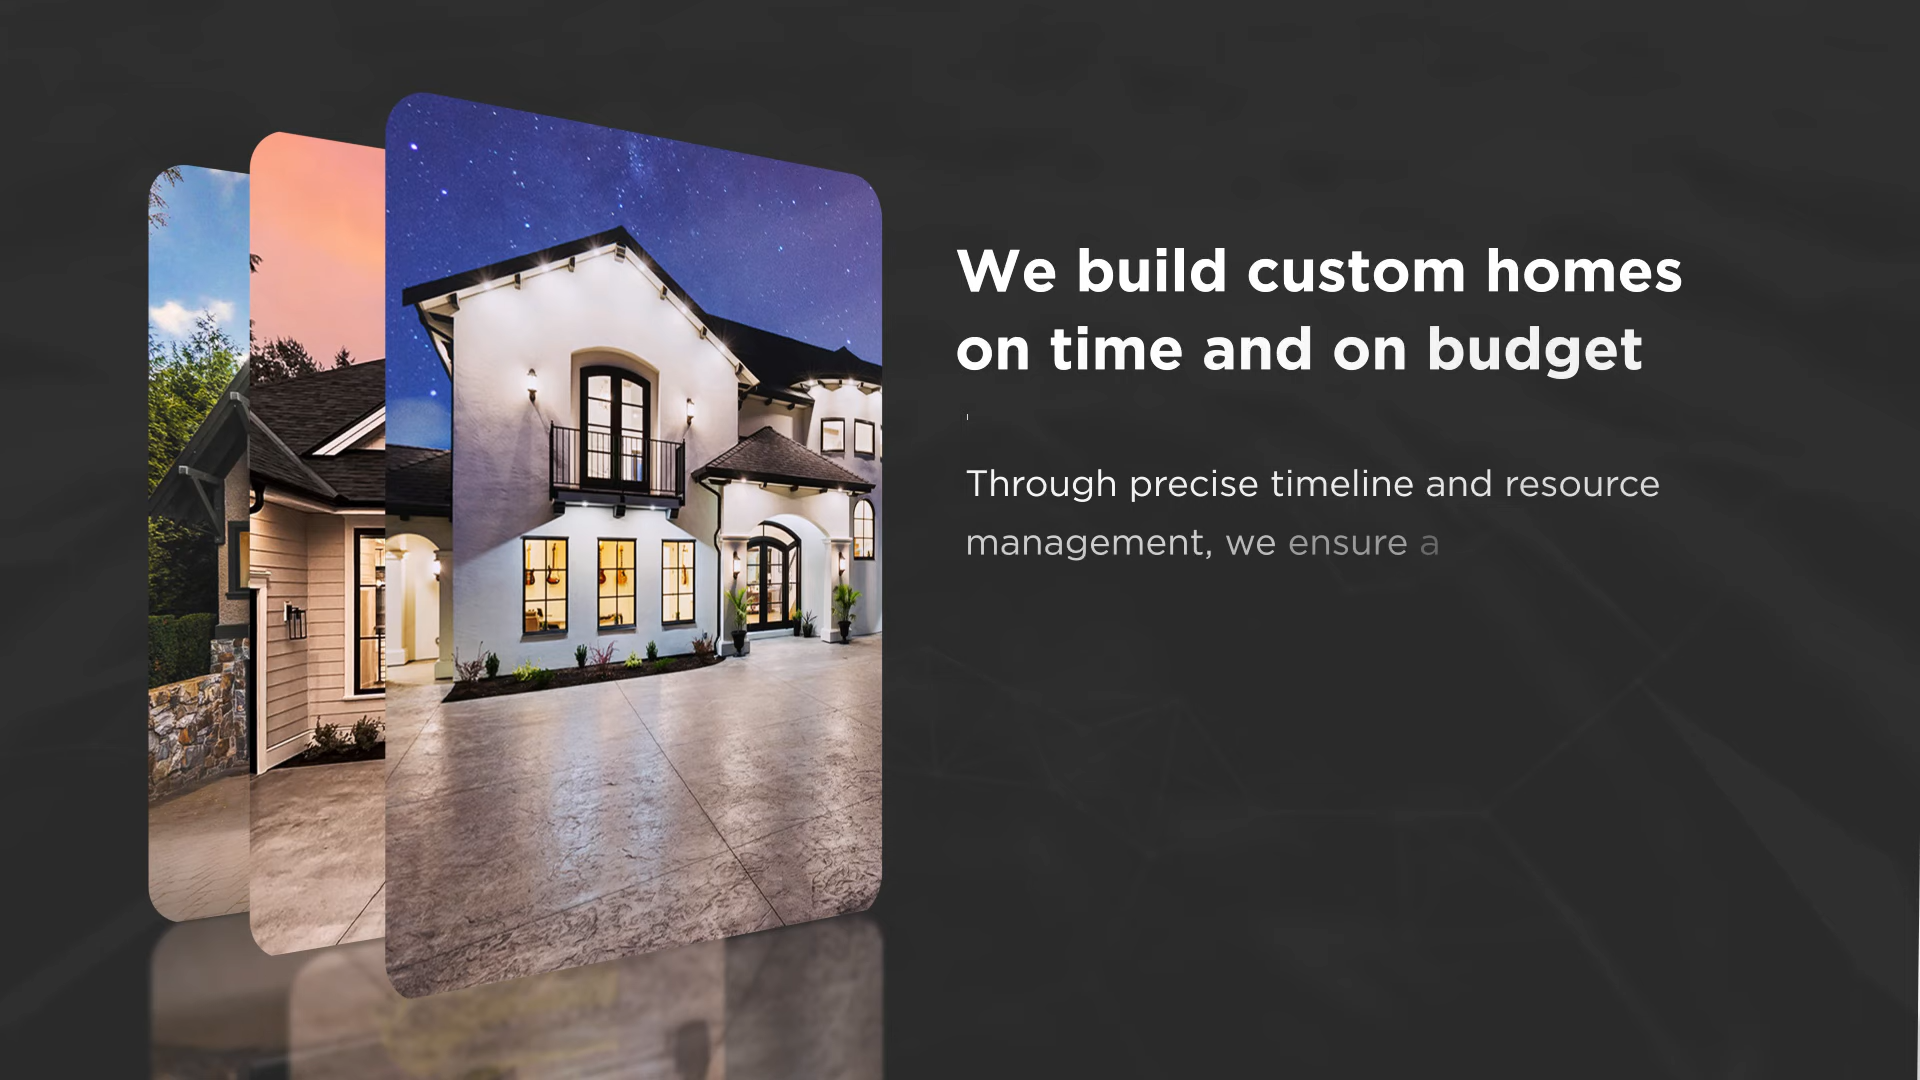 We build custom homes
on time and on budget
Through precise timeline and resource
management, we ensure a